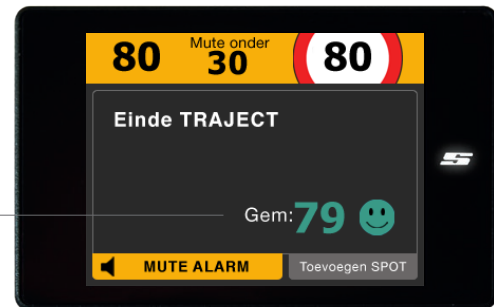 80 Mute onder 80
30
Einde TRAJECT
Gem:79
MUTE ALARM Toevoegen SPOT